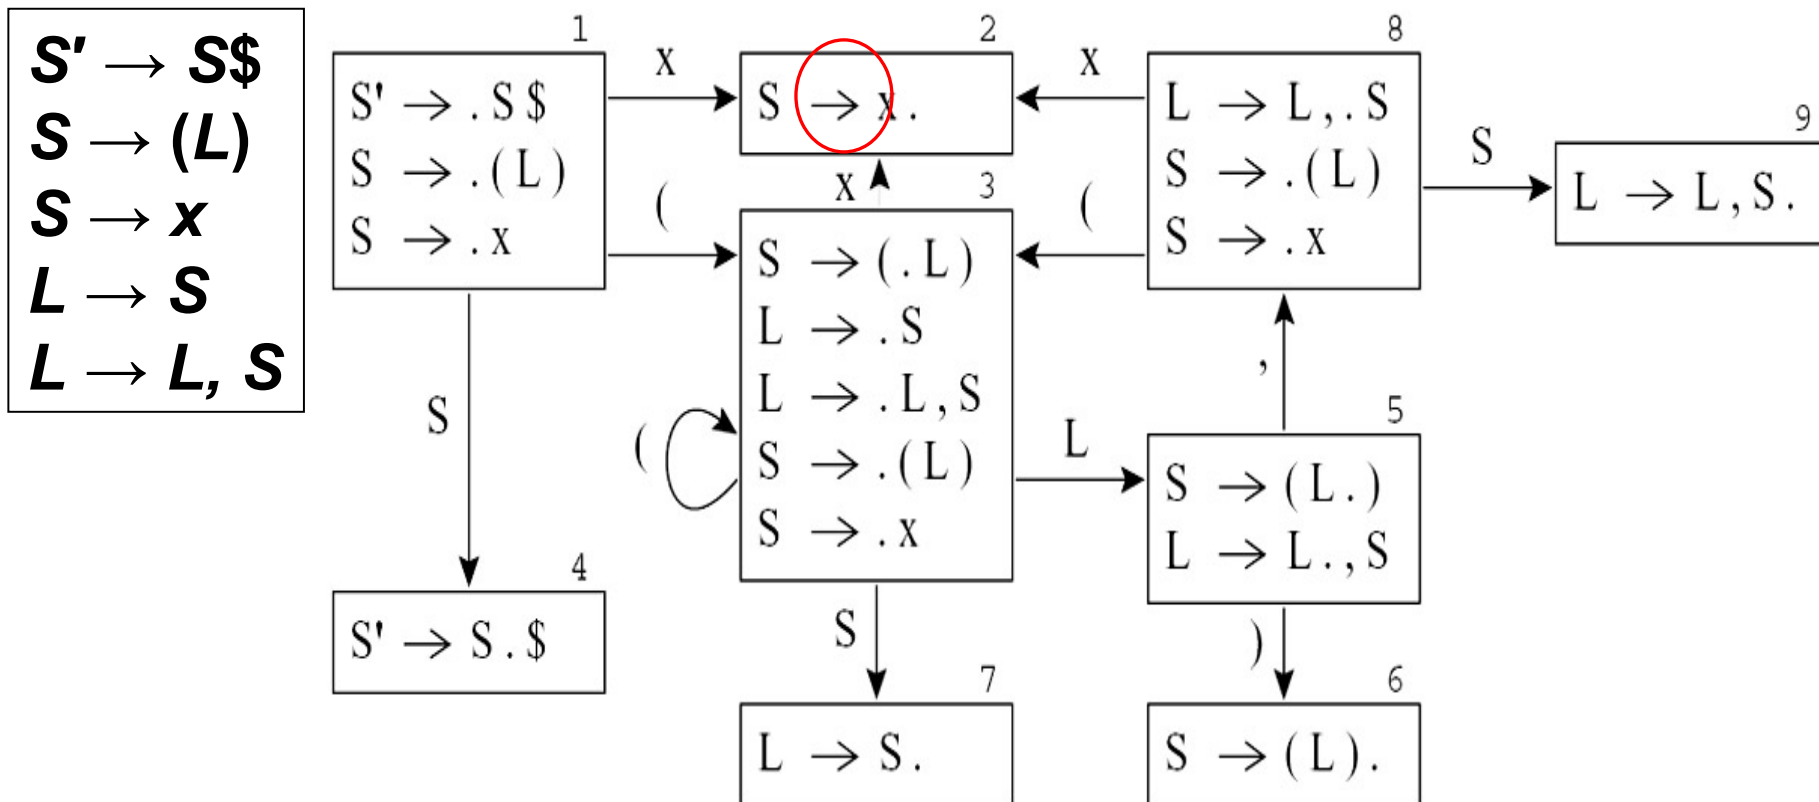 S' → S$
S → (L)
S → x
L → S
L → L, S
1
S' → .S$
S → .(L)
S → .x
x
(
S
4
S' → S.$
2
S → x.
x
3
S → (.L)
L → .S
L → .L,S
S → .(L)
S → .x
(
S
7
L → S.
L
8
L → L,.S
S → .(L)
S → .x
x
(
S
9
L → L,S.
,
5
S → (L.)
L → L.,S
)
6
S → (L).